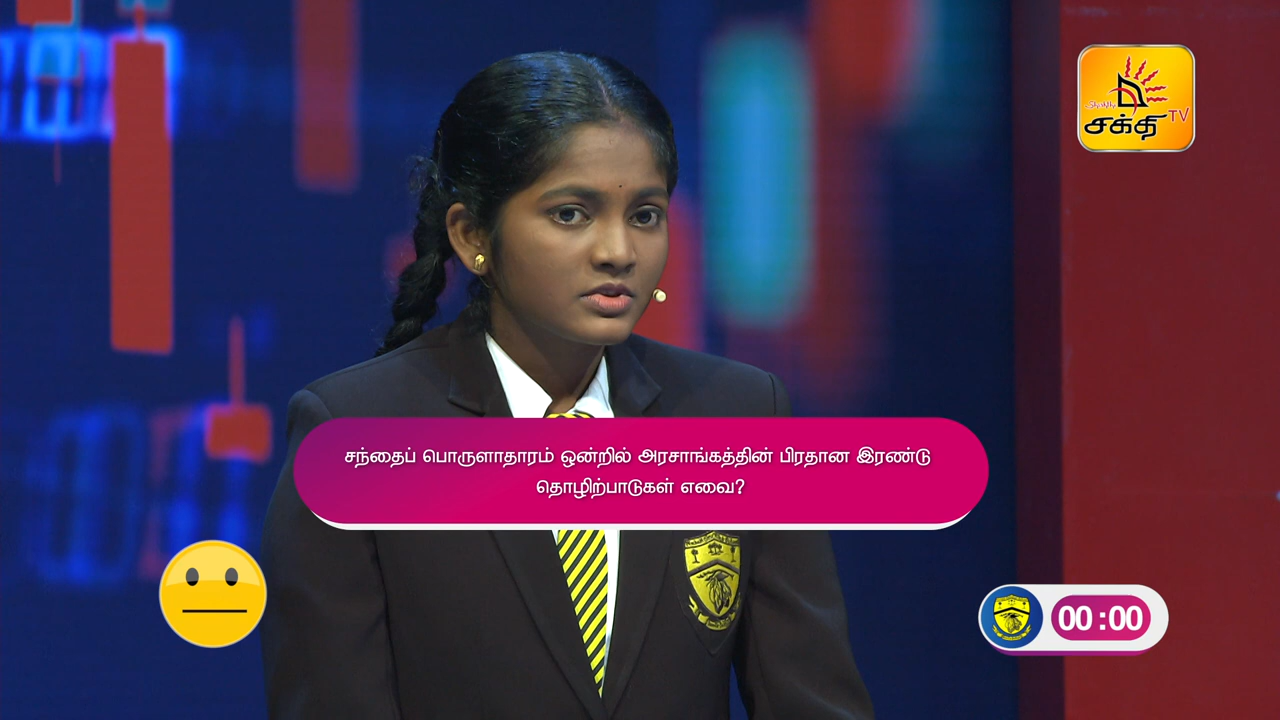 சக்தி TV
சந்தைப் பொருளாதாரம் ஒன்றில் அரசாங்கத்தின் பிரதான இரண்டு
தொழிற்பாடுகள் எவை?
00:00